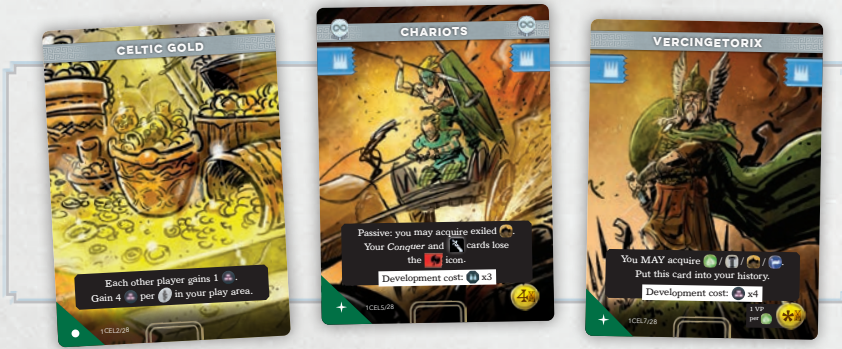 CELTIC GOLD
Each other player gains 1 .
Gain 4 per in your play area.
1CEL2/28
CHARIOTS
Passive: you may acquire exiled .
Your Conquer and cards lose
the icon.
Development cost: x3
4
1CEL5/28
VERCINGETORIX
You MAY acquire / / / .
Put this card into your history.
Development cost: x4
1 VP
per
*
1CEL7/28